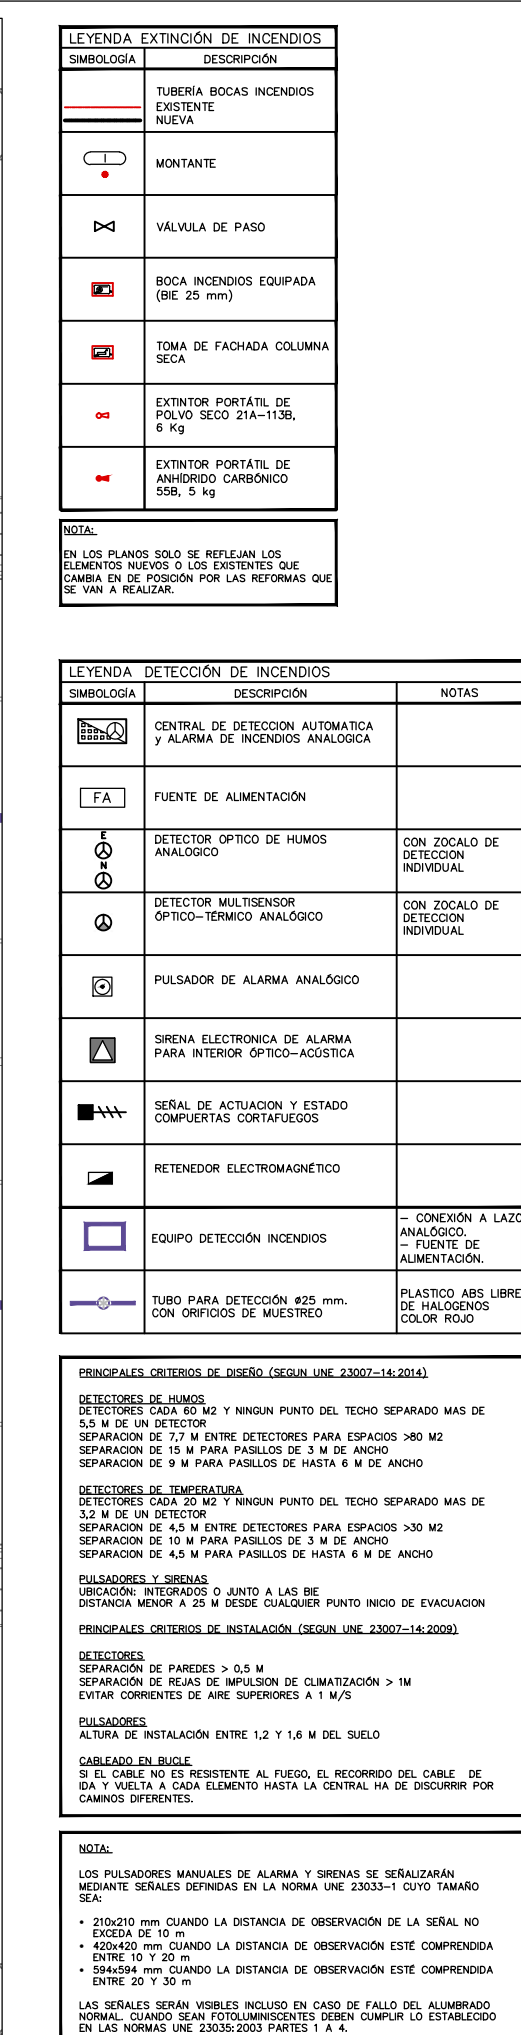 LEYENDA EXTINCIÓN DE INCENDIOS
SIMBOLOGÍA DESCRIPCIÓN
TUBERÍA BOCAS INCENDIOS
EXISTENTE
NUEVA
MONTANTE
VÁLVULA DE PASO
BOCA INCENDIOS EQUIPADA
(BIE 25 mm)
TOMA DE FACHADA COLUMNA
SECA
EXTINTOR PORTÁTIL DE
POLVO SECO 21A-113B,
6 Kg
EXTINTOR PORTÁTIL DE
ANHÍDRIDO CARBÓNICO
55B, 5 kg
NOTA:
EN LOS PLANOS SOLO SE REFLEJAN LOS
ELEMENTOS NUEVOS O LOS EXISTENTES QUE
CAMBIA EN DE POSICIÓN POR LAS REFORMAS QUE
SE VAN A REALIZAR.
LEYENDA DETECCIÓN DE INCENDIOS
SIMBOLOGÍA DESCRIPCIÓN NOTAS
CENTRAL DE DETECCION AUTOMATICA
y ALARMA DE INCENDIOS ANALOGICA
FA FUENTE DE ALIMENTACIÓN
E
N
DETECTOR OPTICO DE HUMOS
ANALOGICO
CON ZOCALO DE
DETECCION
INDIVIDUAL
DETECTOR MULTISENSOR
ÓPTICO-TÉRMICO ANALÓGICO
CON ZOCALO DE
DETECCION
INDIVIDUAL
PULSADOR DE ALARMA ANALÓGICO
SIRENA ELECTRONICA DE ALARMA
PARA INTERIOR ÓPTICO-ACÚSTICA
SEÑAL DE ACTUACION Y ESTADO
COMPUERTAS CORTAFUEGOS
RETENEDOR ELECTROMAGNÉTICO
EQUIPO DETECCIÓN INCENDIOS
- CONEXIÓN A LAZO
ANALÓGICO.
- FUENTE DE
ALIMENTACIÓN.
TUBO PARA DETECCIÓN ø25 mm.
CON ORIFICIOS DE MUESTREO
PLASTICO ABS LIBRE
DE HALOGENOS
COLOR ROJO
PRINCIPALES CRITERIOS DE DISEÑO (SEGUN UNE 23007-14:2014)
DETECTORES DE HUMOS
DETECTORES CADA 60 M2 Y NINGUN PUNTO DEL TECHO SEPARADO MAS DE
5,5 M DE UN DETECTOR
SEPARACION DE 7,7 M ENTRE DETECTORES PARA ESPACIOS >80 M2
SEPARACION DE 15 M PARA PASILLOS DE 3 M DE ANCHO
SEPARACION DE 9 M PARA PASILLOS DE HASTA 6 M DE ANCHO
DETECTORES DE TEMPERATURA
DETECTORES CADA 20 M2 Y NINGUN PUNTO DEL TECHO SEPARADO MAS DE
3,2 M DE UN DETECTOR
SEPARACION DE 4,5 M ENTRE DETECTORES PARA ESPACIOS >30 M2
SEPARACION DE 10 M PARA PASILLOS DE 3 M DE ANCHO
SEPARACION DE 4,5 M PARA PASILLOS DE HASTA 6 M DE ANCHO
PULSADORES Y SIRENAS
UBICACIÓN: INTEGRADOS O JUNTO A LAS BIE
DISTANCIA MENOR A 25 M DESDE CUALQUIER PUNTO INICIO DE EVACUACION
PRINCIPALES CRITERIOS DE INSTALACIÓN (SEGUN UNE 23007-14:2009)
DETECTORES
SEPARACIÓN DE PAREDES > 0,5 M
SEPARACIÓN DE REJAS DE IMPULSION DE CLIMATIZACIÓN > 1M
EVITAR CORRIENTES DE AIRE SUPERIORES A 1 M/S
PULSADORES
ALTURA DE INSTALACIÓN ENTRE 1,2 Y 1,6 M DEL SUELO
CABLEADO EN BUCLE
SI EL CABLE NO ES RESISTENTE AL FUEGO, EL RECORRIDO DEL CABLE DE
IDA Y VUELTA A CADA ELEMENTO HASTA LA CENTRAL HA DE DISCURRIR POR
CAMINOS DIFERENTES.
NOTA:
LOS PULSADORES MANUALES DE ALARMA Y SIRENAS SE SEÑALIZARÁN
MEDIANTE SEÑALES DEFINIDAS EN LA NORMA UNE 23033-1 CUYO TAMAÑO
SEA:
• 210x210 mm CUANDO LA DISTANCIA DE OBSERVACIÓN DE LA SEÑAL NO
EXCEDA DE 10 m
• 420x420 mm CUANDO LA DISTANCIA DE OBSERVACIÓN ESTÉ COMPRENDIDA
ENTRE 10 Y 20 m
• 594x594 mm CUANDO LA DISTANCIA DE OBSERVACIÓN ESTÉ COMPRENDIDA
ENTRE 20 Y 30 m
LAS SEÑALES SERÁN VISIBLES INCLUSO EN CASO DE FALLO DEL ALUMBRADO
NORMAL. CUANDO SEAN FOTOLUMINISCENTES DEBEN CUMPLIR LO ESTABLECIDO
EN LAS NORMAS UNE 23035:2003 PARTES 1 A 4.